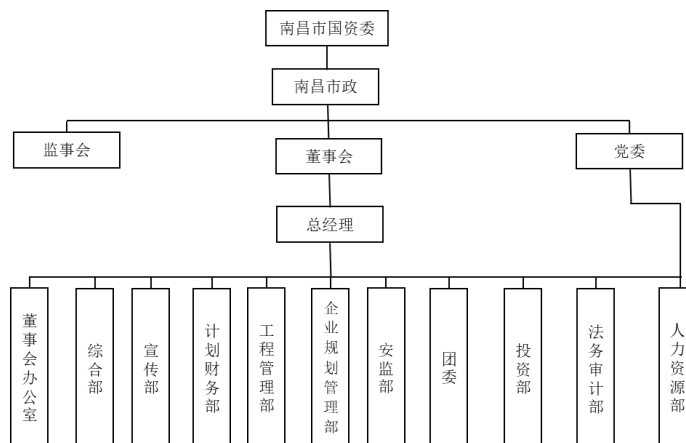 南昌市国资委
南昌市政
监事会
董事会
党委
总经理
董事会办公室
综合部
宣传部
计划财务部
工程管理部
企业规划管理部
安监部
团委
投资部
法务审计部
人力资源部